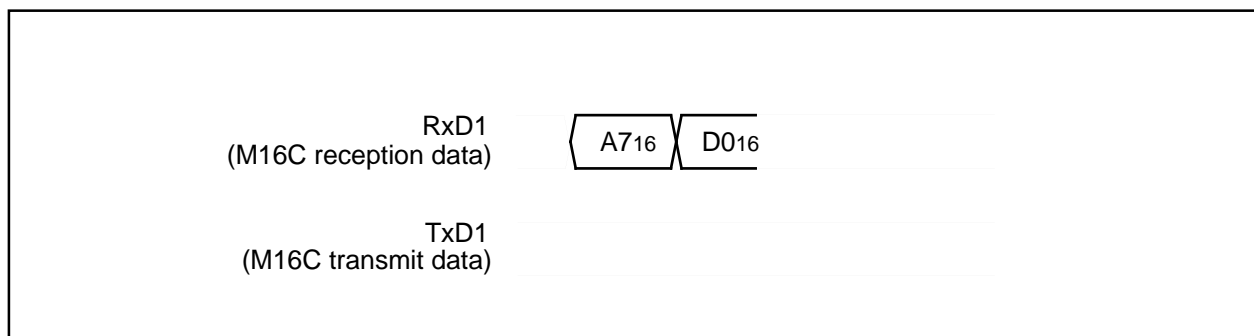 RxD1
(M16C reception data)
A716 D016
TxD1
(M16C transmit data)